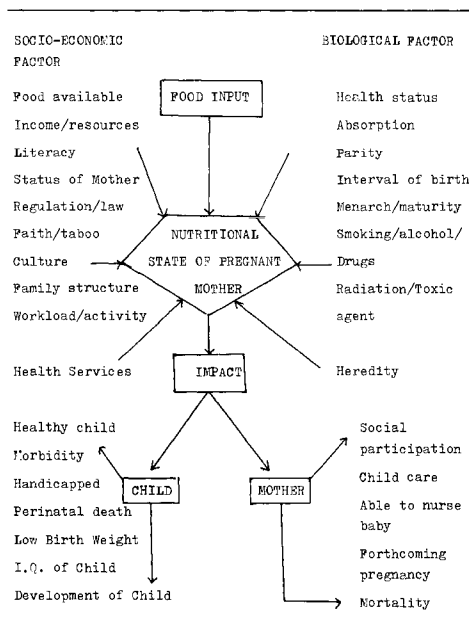 SOCIO-ECONOMIC
FACTOR
BIOLOGICAL FACTOR
Food available
Income/resources
Literacy
Status of Mother
Regulation/law
Faith/taboo
Culture
Family structure
Workload/activity
Health Services
FOOD INPUT
NUTRITIONAL
STATE OF PREGNANT
MOTHER
Health status
Absorption
Parity
Interval of birth
Menarch/maturity
Smoking/alcohol/
Drugs
Radiation/Toxic
agent
Heredity
IMPACT
Healthy child
Morbidity
Handicapped
Perinatal death
Low Birth Weight
I.Q. of Child
Development of Child
CHILD
MOTHER
Social
participation
Child care
Able to nurse
baby
Forthcoming
pregnancy
Mortality